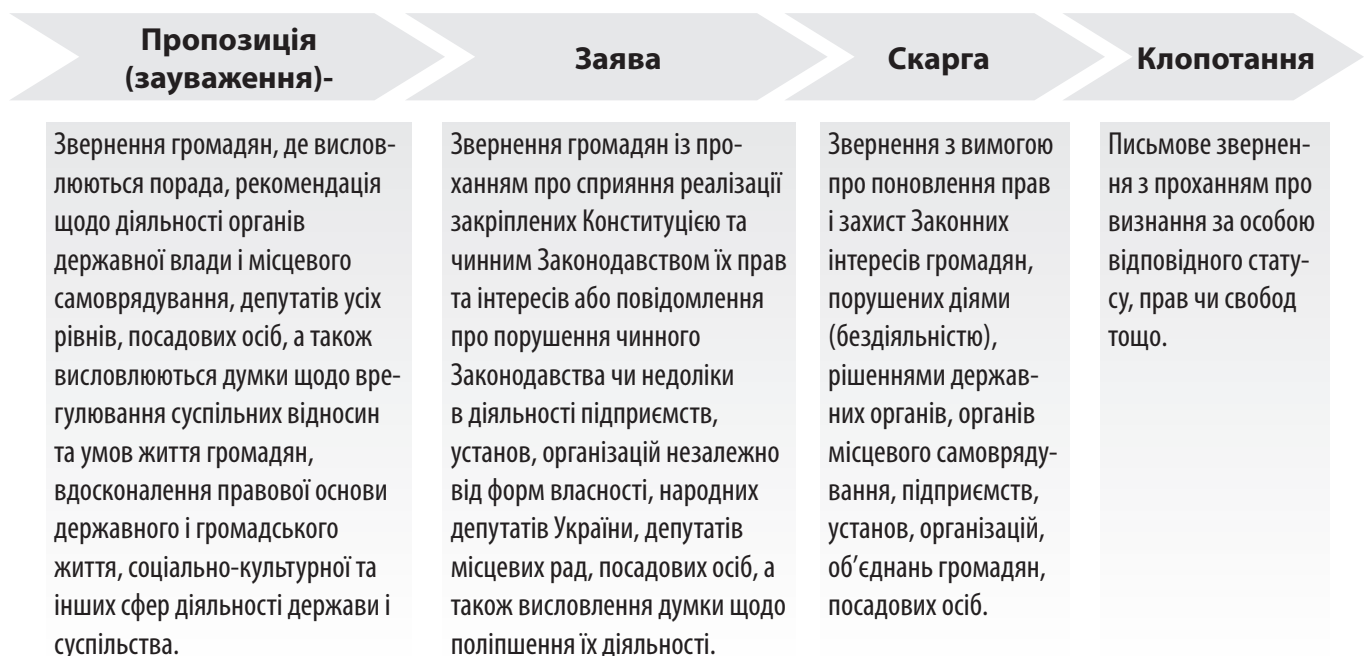 Пропозиція
(зауваження)-
Звернення громадян, де вислов-
люються порада, рекомендація
щодо діяльності органів
державної влади і місцевого
самоврядування, депутатів усіх
рівнів, посадових осіб, а також
висловлюються думки щодо вре-
гулювання суспільних відносин
та умов життя громадян,
вдосконалення правової основи
державного і громадського
життя, соціально-культурної та
інших сфер діяльності держави і
суспільства.
Заява
Звернення громадян із про-
ханням про сприяння реалізації
закріплених Конституцією та
чинним Законодавством їх прав
та інтересів або повідомлення
про порушення чинного
Законодавства чи недоліки
в діяльності підприємств,
установ, організацій незалежно
від форм власності, народних
депутатів України, депутатів
місцевих рад, посадових осіб, а
також висловлення думки щодо
поліпшення їх діяльності.
Скарга
Звернення з вимогою
про поновлення прав
і захист Законних
інтересів громадян,
порушених діями
(бездіяльністю),
рішеннями держав-
них органів, органів
місцевого самовряду-
вання, підприємств,
установ, організацій,
об’єднань громадян,
посадових осіб.
Клопотання
Письмове звернен-
ня з проханням про
визнання за особою
відповідного стату-
су, прав чи свобод
тощо.